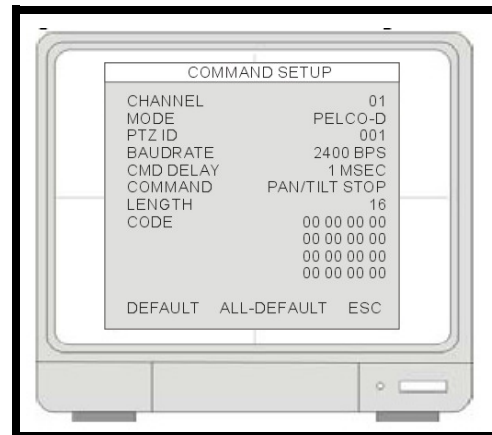 COMMAND SETUP
CHANNEL 01
MODE PELCO-D
PTZ ID 001
BAUDRATE 2400 BPS
CMD DELAY 1 MSEC
COMMAND PAN/TILT STOP
LENGTH 16
CODE 00 00 00 00
00 00 00 00
00 00 00 00
00 00 00 00
DEFAULT ALL-DEFAULT ESC